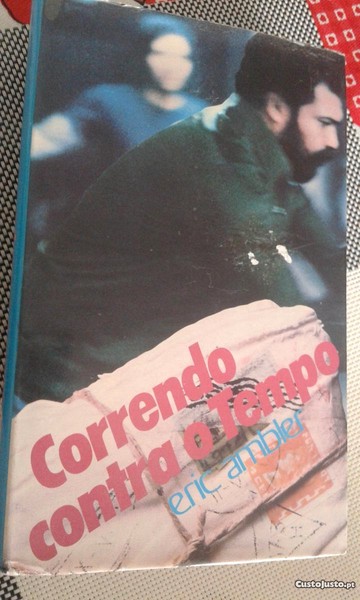 Correndo
contra o Tempo
eric ambler
CustoJusto.pt